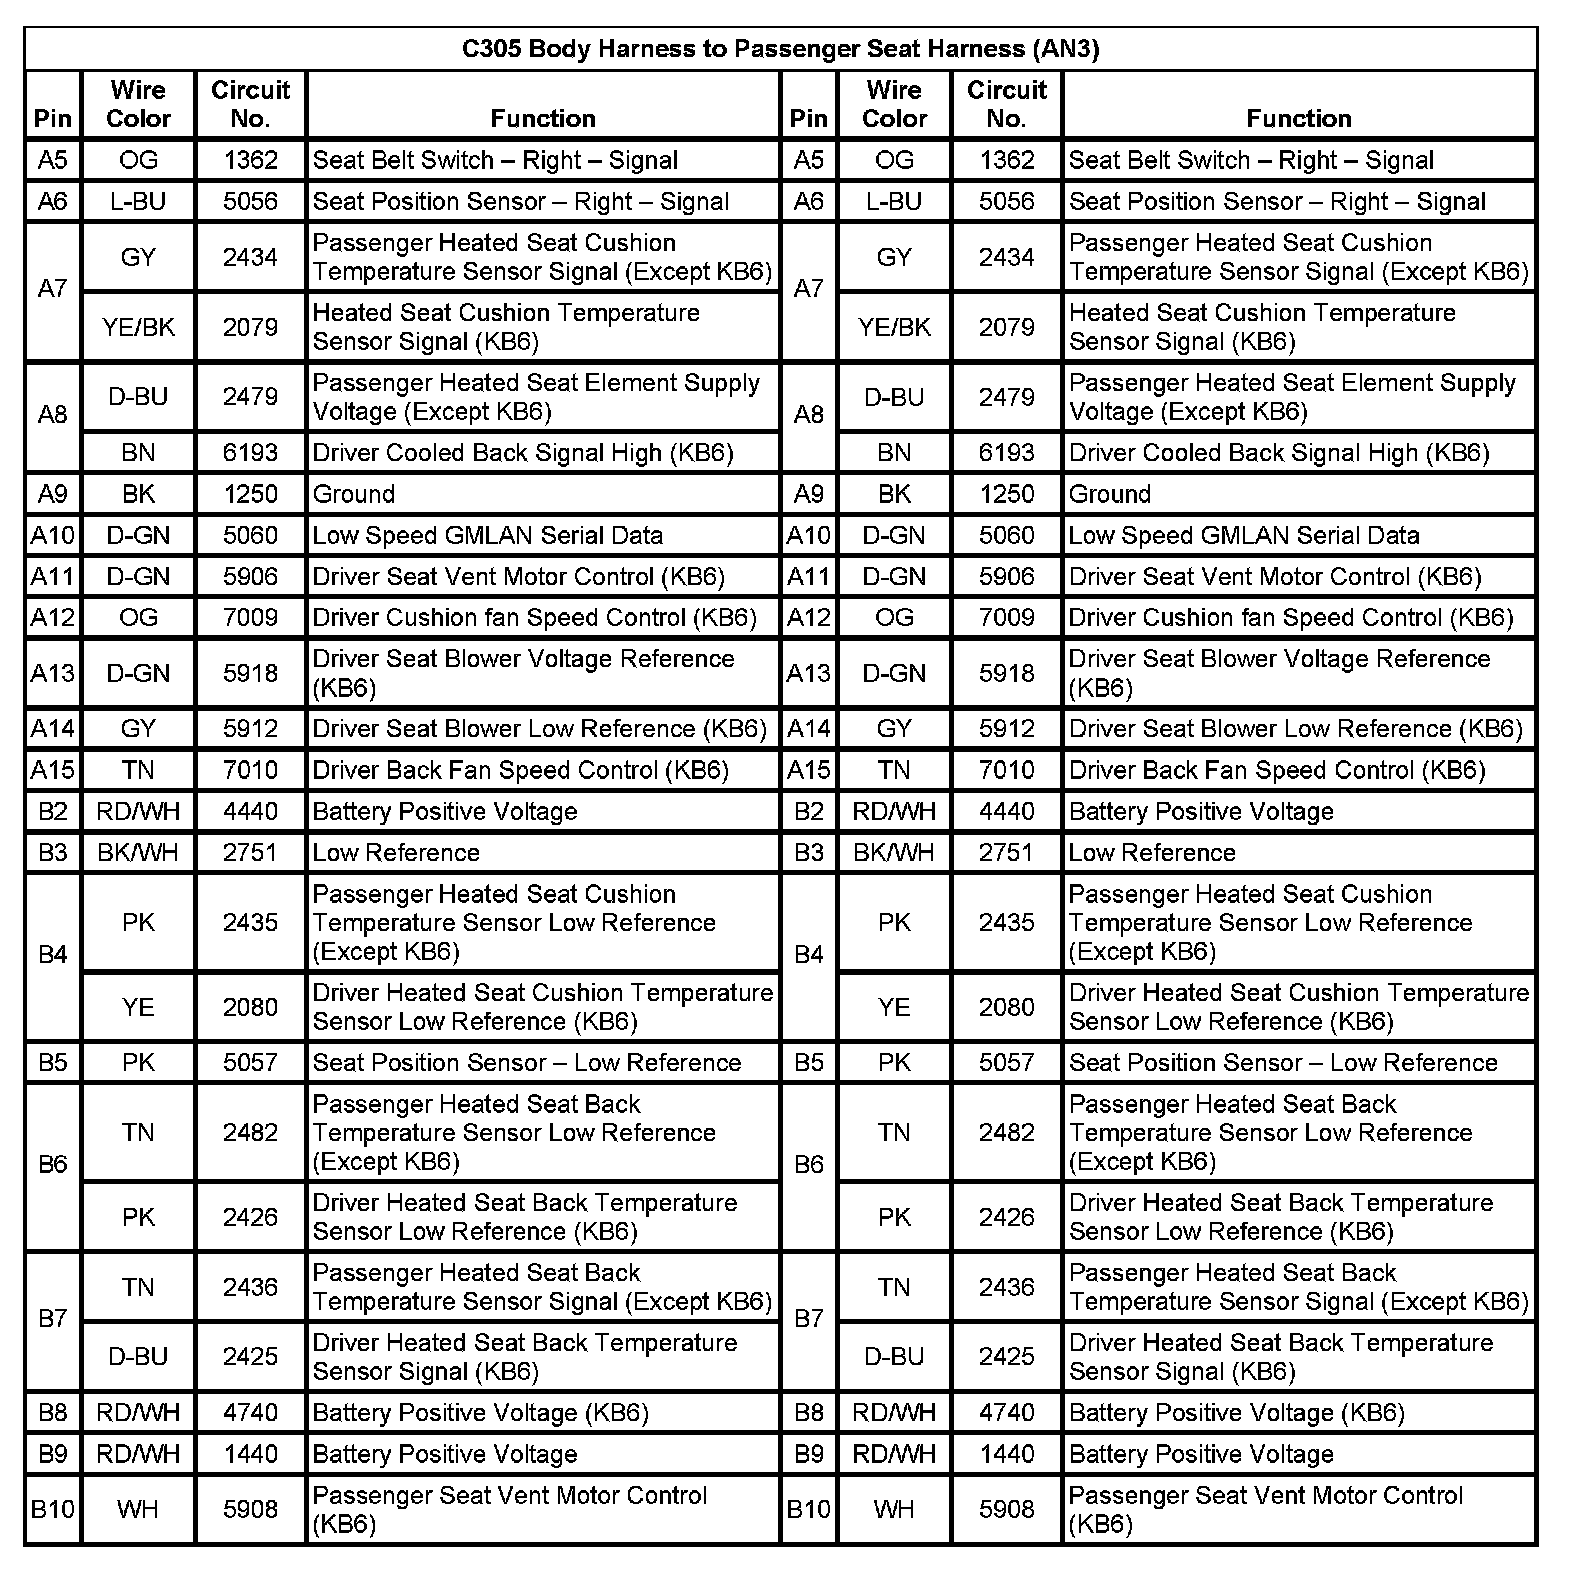 C305 Body Harness to Passenger Seat Harness (AN3)
Pin Wire Color Circuit No. Function Pin Wire Color Circuit No. Function
A5 OG 1362 Seat Belt Switch – Right – Signal A5 OG 1362 Seat Belt Switch – Right – Signal
A6 L-BU 5056 Seat Position Sensor – Right – Signal A6 L-BU 5056 Seat Position Sensor – Right – Signal
A7 GY 2434 Passenger Heated Seat Cushion Temperature Sensor Signal (Except KB6) A7 GY 2434 Passenger Heated Seat Cushion Temperature Sensor Signal (Except KB6)
YE/BK 2079 Heated Seat Cushion Temperature Sensor Signal (KB6) YE/BK 2079 Heated Seat Cushion Temperature Sensor Signal (KB6)
A8 D-BU 2479 Passenger Heated Seat Element Supply Voltage (Except KB6) A8 D-BU 2479 Passenger Heated Seat Element Supply Voltage (Except KB6)
BN 6193 Driver Cooled Back Signal High (KB6) BN 6193 Driver Cooled Back Signal High (KB6)
A9 BK 1250 Ground A9 BK 1250 Ground
A10 D-GN 5060 Low Speed GMLAN Serial Data A10 D-GN 5060 Low Speed GMLAN Serial Data
A11 D-GN 5906 Driver Seat Vent Motor Control (KB6) A11 D-GN 5906 Driver Seat Vent Motor Control (KB6)
A12 OG 7009 Driver Cushion fan Speed Control (KB6) A12 OG 7009 Driver Cushion fan Speed Control (KB6)
A13 D-GN 5918 Driver Seat Blower Voltage Reference (KB6) A13 D-GN 5918 Driver Seat Blower Voltage Reference (KB6)
A14 GY 5912 Driver Seat Blower Low Reference (KB6) A14 GY 5912 Driver Seat Blower Low Reference (KB6)
A15 TN 7010 Driver Back Fan Speed Control (KB6) A15 TN 7010 Driver Back Fan Speed Control (KB6)
B2 RD/WH 4440 Battery Positive Voltage B2 RD/WH 4440 Battery Positive Voltage
B3 BK/WH 2751 Low Reference B3 BK/WH 2751 Low Reference
B4 PK 2435 Passenger Heated Seat Cushion Temperature Sensor Low Reference (Except KB6) B4 PK 2435 Passenger Heated Seat Cushion Temperature Sensor Low Reference (Except KB6)
YE 2080 Driver Heated Seat Cushion Temperature Sensor Low Reference (KB6) YE 2080 Driver Heated Seat Cushion Temperature Sensor Low Reference (KB6)
B5 PK 5057 Seat Position Sensor – Low Reference B5 PK 5057 Seat Position Sensor – Low Reference
B6 TN 2482 Passenger Heated Seat Back Temperature Sensor Low Reference (Except KB6) B6 TN 2482 Passenger Heated Seat Back Temperature Sensor Low Reference (Except KB6)
PK 2426 Driver Heated Seat Back Temperature Sensor Low Reference (KB6) PK 2426 Driver Heated Seat Back Temperature Sensor Low Reference (KB6)
B7 TN 2436 Passenger Heated Seat Back Temperature Sensor Signal (Except KB6) B7 TN 2436 Passenger Heated Seat Back Temperature Sensor Signal (Except KB6)
D-BU 2425 Driver Heated Seat Back Temperature Sensor Signal (KB6) D-BU 2425 Driver Heated Seat Back Temperature Sensor Signal (KB6)
B8 RD/WH 4740 Battery Positive Voltage (KB6) B8 RD/WH 4740 Battery Positive Voltage (KB6)
B9 RD/WH 1440 Battery Positive Voltage B9 RD/WH 1440 Battery Positive Voltage
B10 WH 5908 Passenger Seat Vent Motor Control (KB6) B10 WH 5908 Passenger Seat Vent Motor Control (KB6)